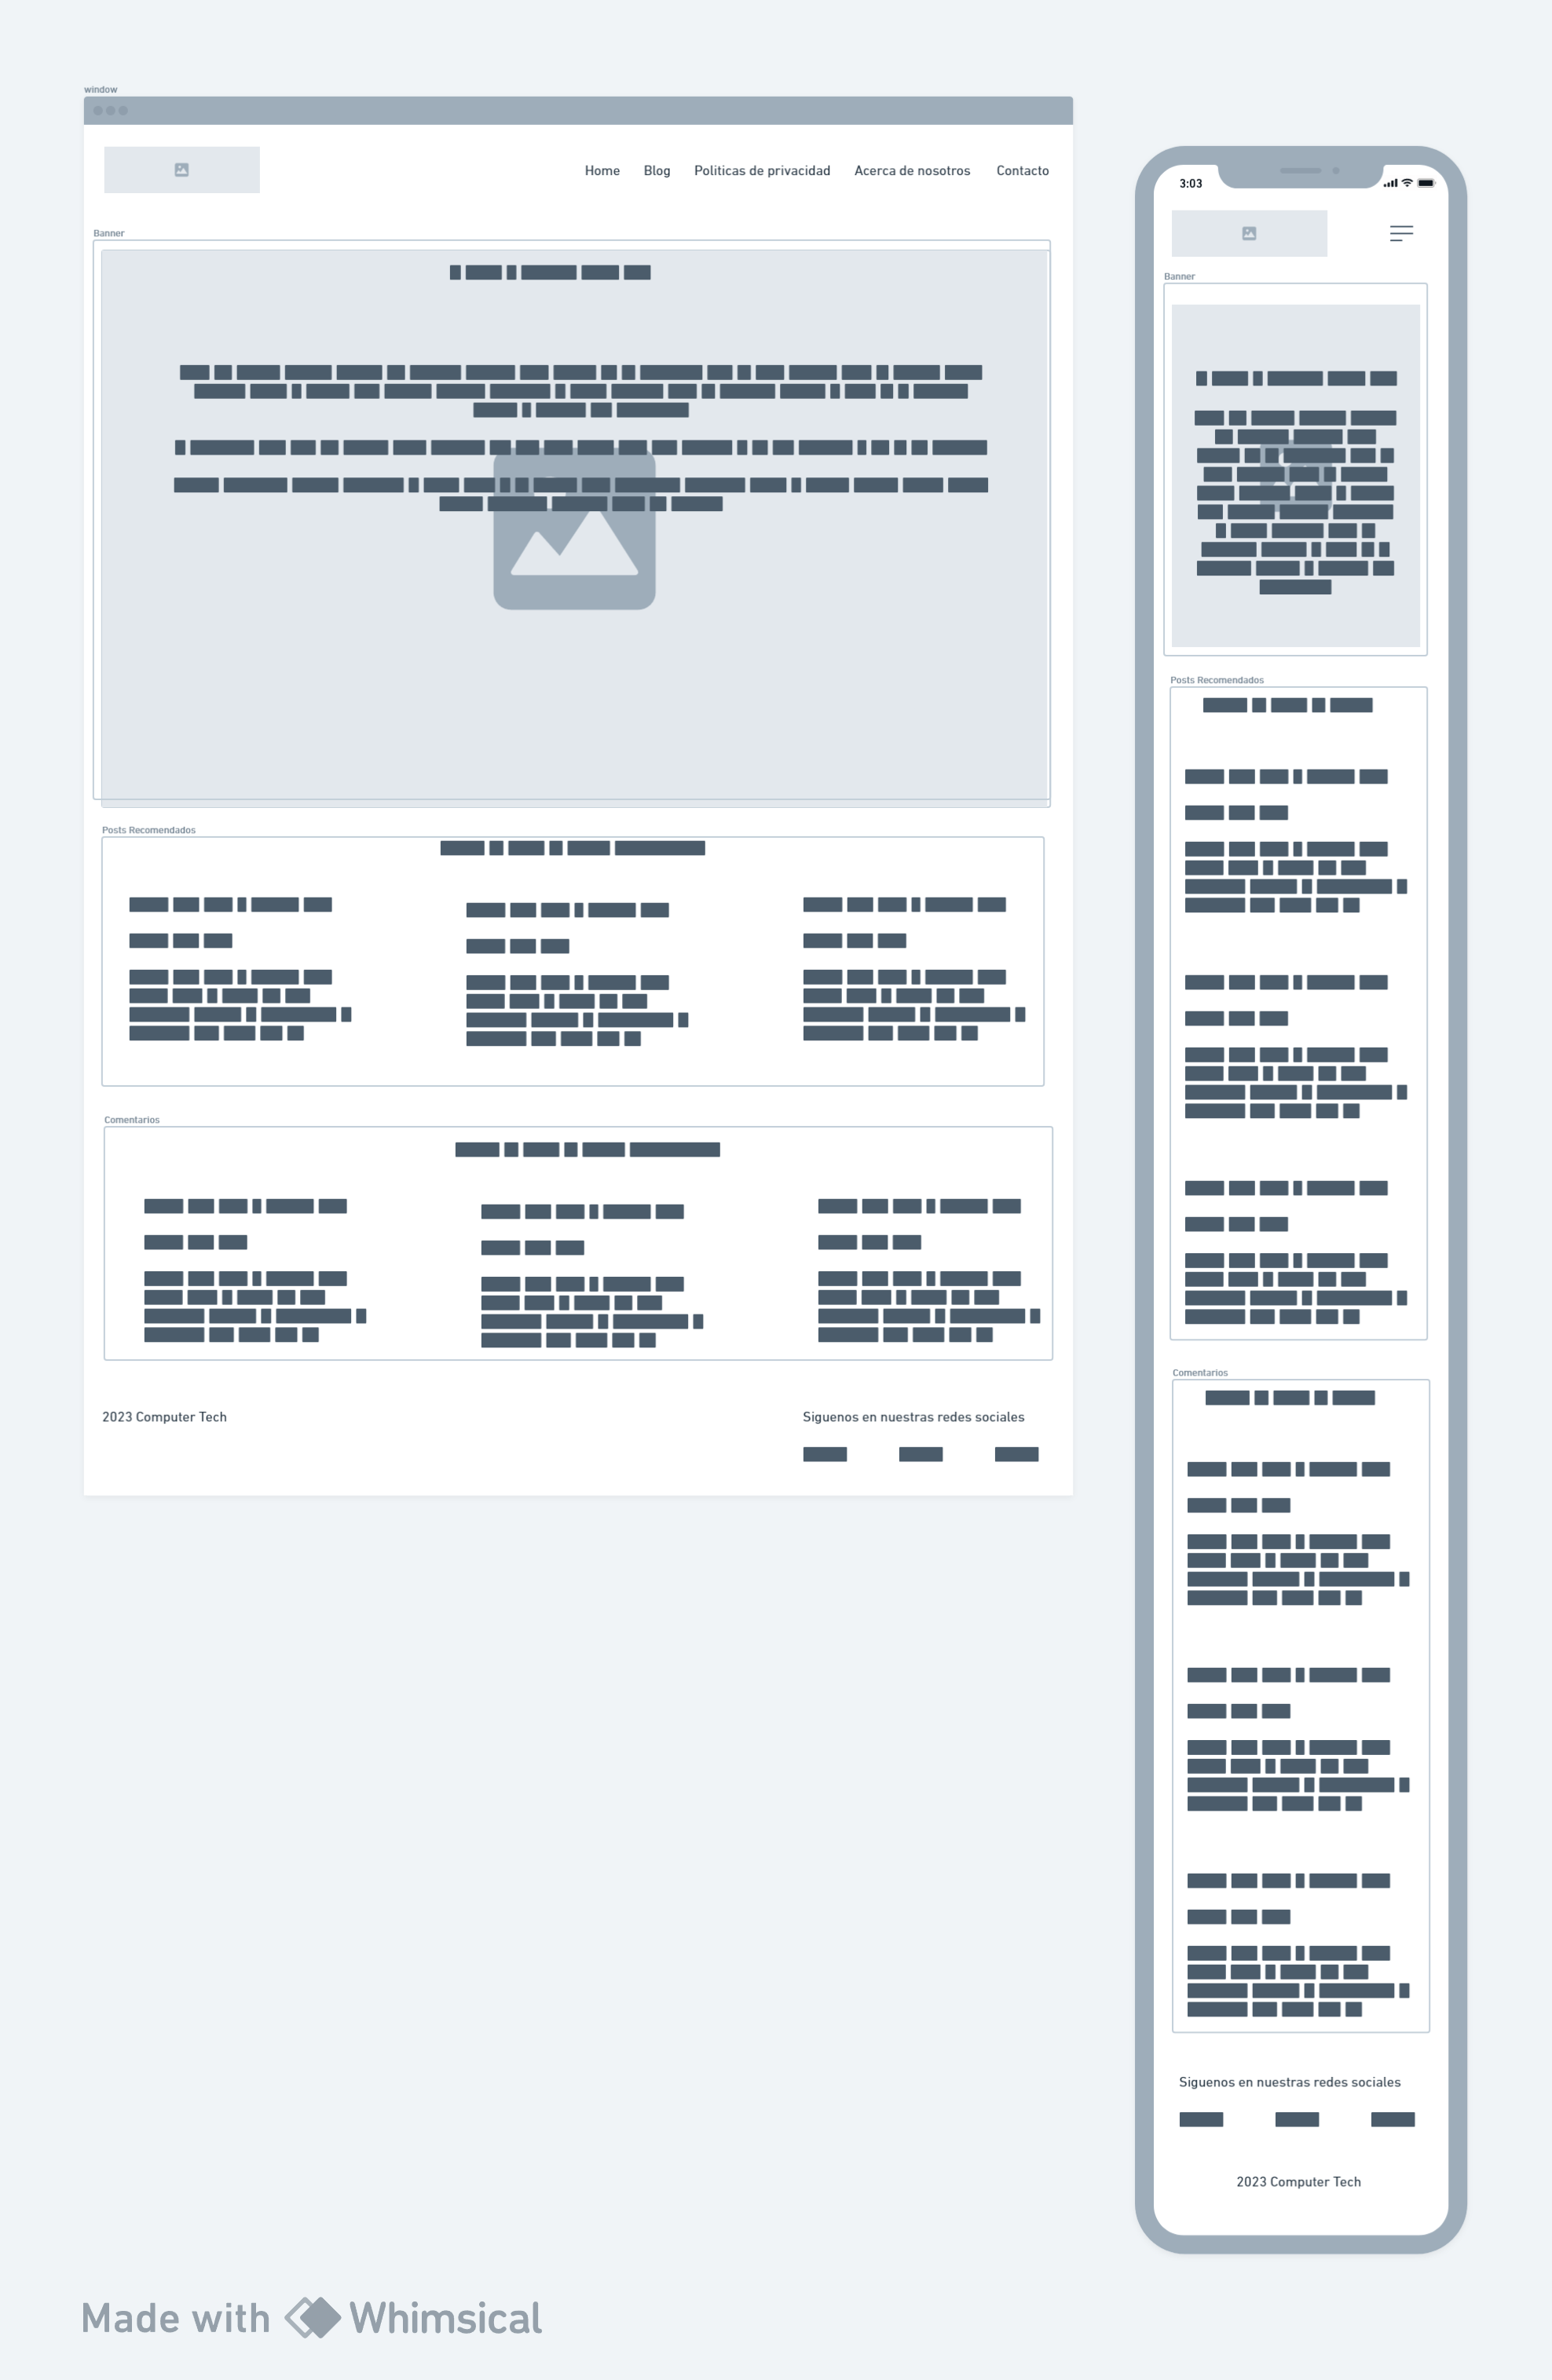 window
Home Blog Politicas de privacidad Acerca de nosotros Contacto
Banner
Posts Recomendados
Comentarios
2023 Computer Tech
Siguenos en nuestras redes sociales
3:03
Banner
Posts Recomendados
Comentarios
Siguenos en nuestras redes sociales
2023 Computer Tech
Made with Whimsical